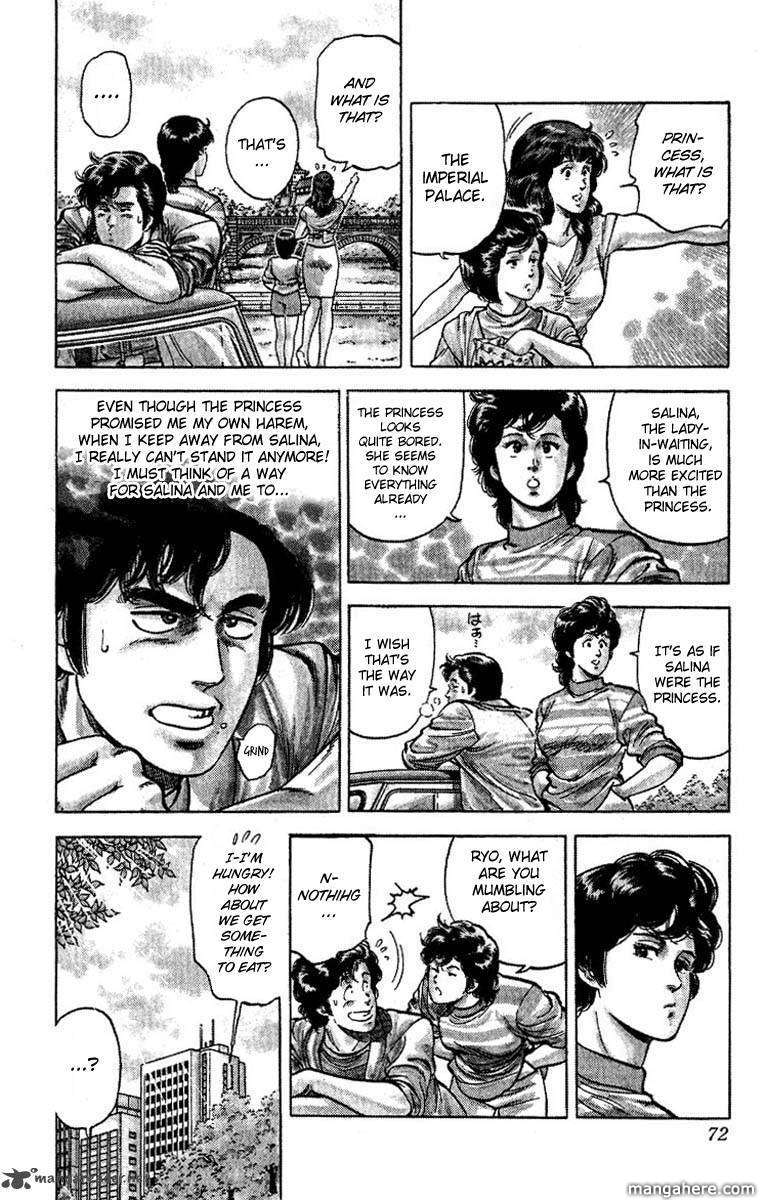 PRIN-
CESS,
WHAT IS
THAT?
THE
IMPERIAL
PALACE.
AND
WHAT IS
THAT?
THAT'S
...
....
SALINA,
THE LADY-
IN-WAITING,
IS MUCH
MORE EXCITED
THAN THE
PRINCESS.
THE PRINCESS
LOOKS
QUITE BORED.
SHE SEEMS
TO KNOW
EVERYTHING
ALREADY
...
IT'S AS IF
SALINA
WERE THE
PRINCESS.
はぁ…
I WISH
THAT'S
THE WAY
IT WAS.
EVEN THOUGH THE PRINCESS
PROMISED ME MY OWN HAREM,
WHEN I KEEP AWAY FROM SALINA,
I REALLY CAN'T STAND IT ANYMORE!
I MUST THINK OF A WAY
FOR SALINA AND ME TO...
GRIND
RYO, WHAT
ARE YOU
MUMBLING
ABOUT?
N-
NOTHIHG
...
I-I'M
HUNGRY!
HOW
ABOUT
WE GET
SOME-
THING
TO EAT?
...?
72
mangahere.com